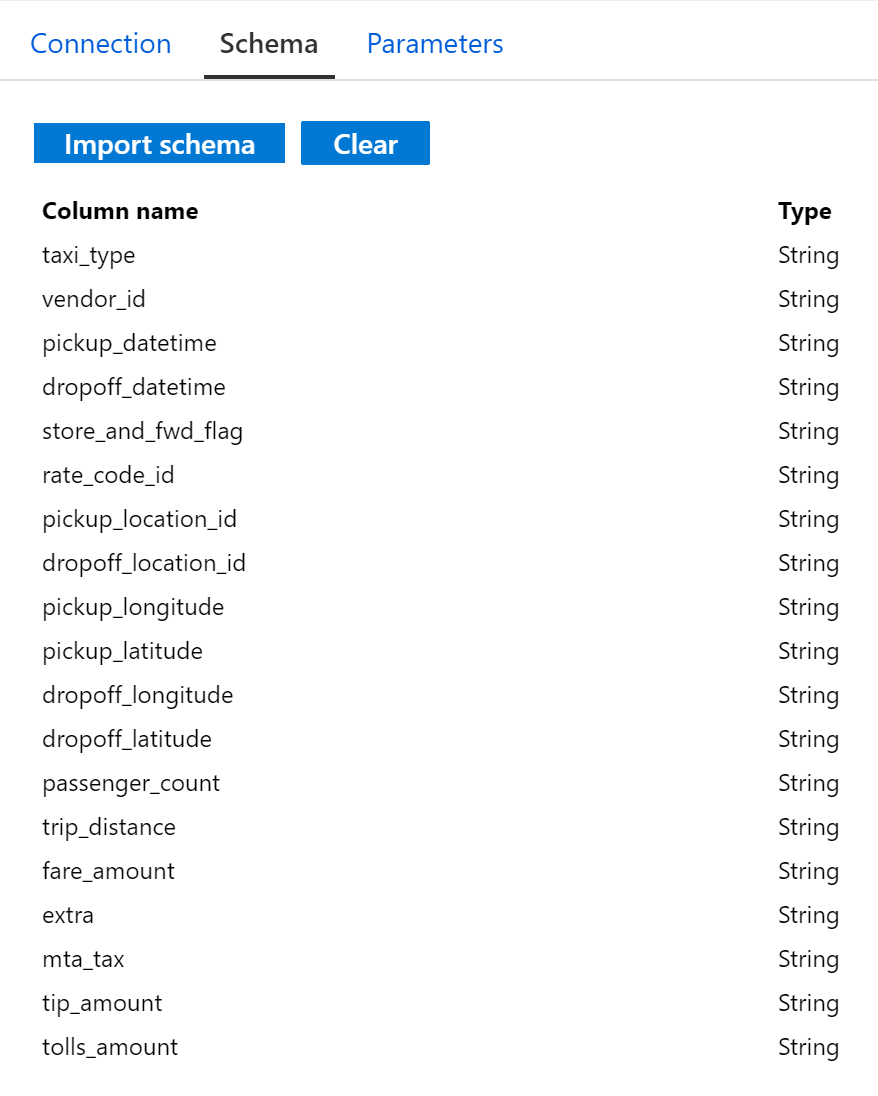 Connection Schema Parameters
Import schema Clear
Column name Type
taxi_type String
vendor_id String
pickup_datetime String
dropoff_datetime String
store_and_fwd_flag String
rate_code_id String
pickup_location_id String
dropoff_location_id String
pickup_longitude String
pickup_latitude String
dropoff_longitude String
dropoff_latitude String
passenger_count String
trip_distance String
fare_amount String
extra String
mta_tax String
tip_amount String
tolls_amount String